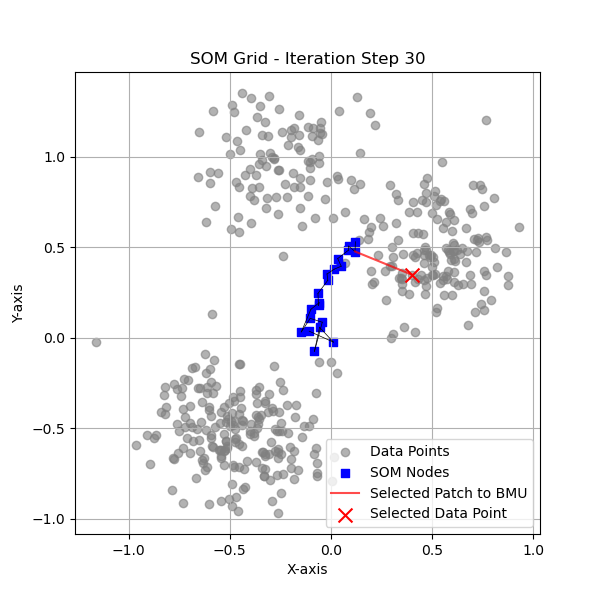 SOM Grid - Iteration Step 30
Y-axis
1.0
0.5
0.0
−0.5
−1.0
Data Points
SOM Nodes
Selected Patch to BMU
Selected Data Point
−1.0 −0.5 0.0 0.5 1.0
X-axis